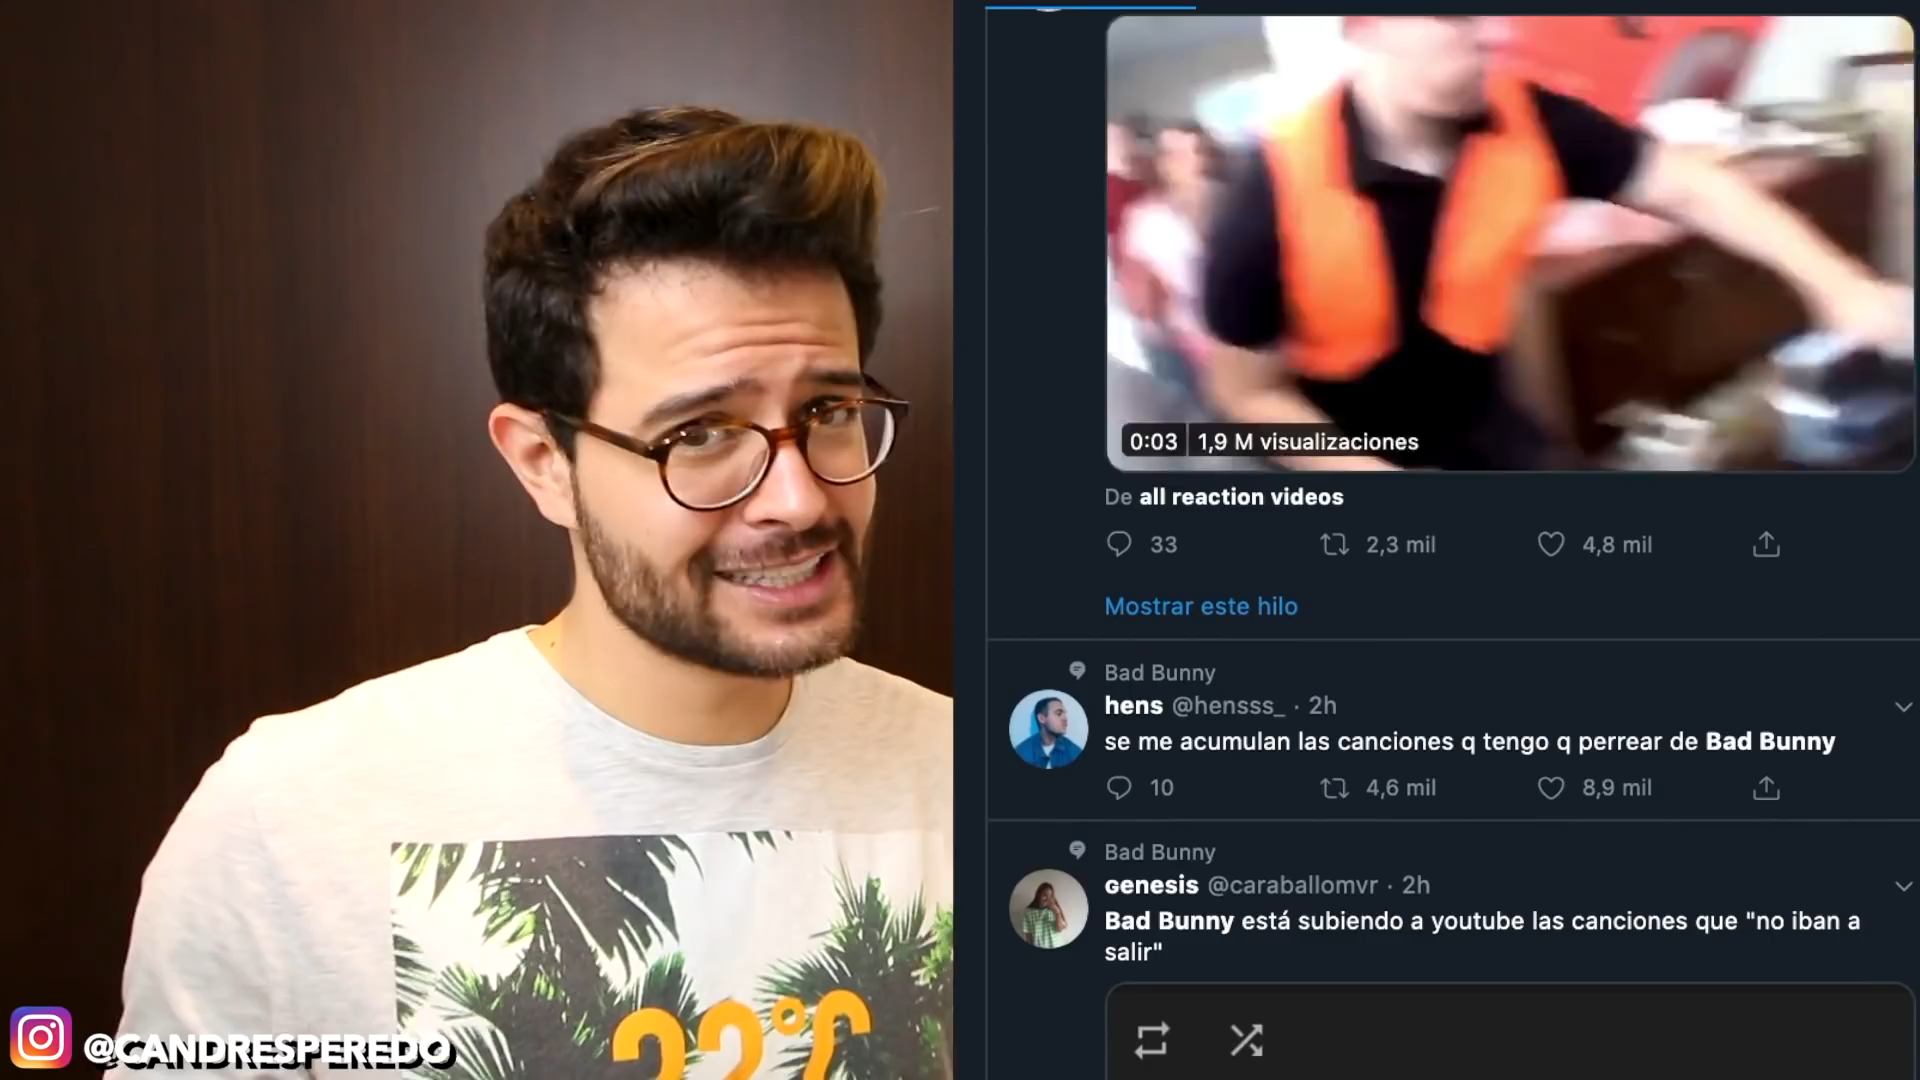 0:03 1,9 M visualizaciones
De all reaction videos
33 2,3 mil 4,8 mil
Mostrar este hilo
Bad Bunny
hens @hensss_ · 2h
se me acumulan las canciones q tengo q perrear de Bad Bunny
10 4,6 mil 8,9 mil
Bad Bunny
Genesis @caraballomvr · 2h
Bad Bunny está subiendo a youtube las canciones que "no iban a
salir"
22°C
@CANDRESPEREDO